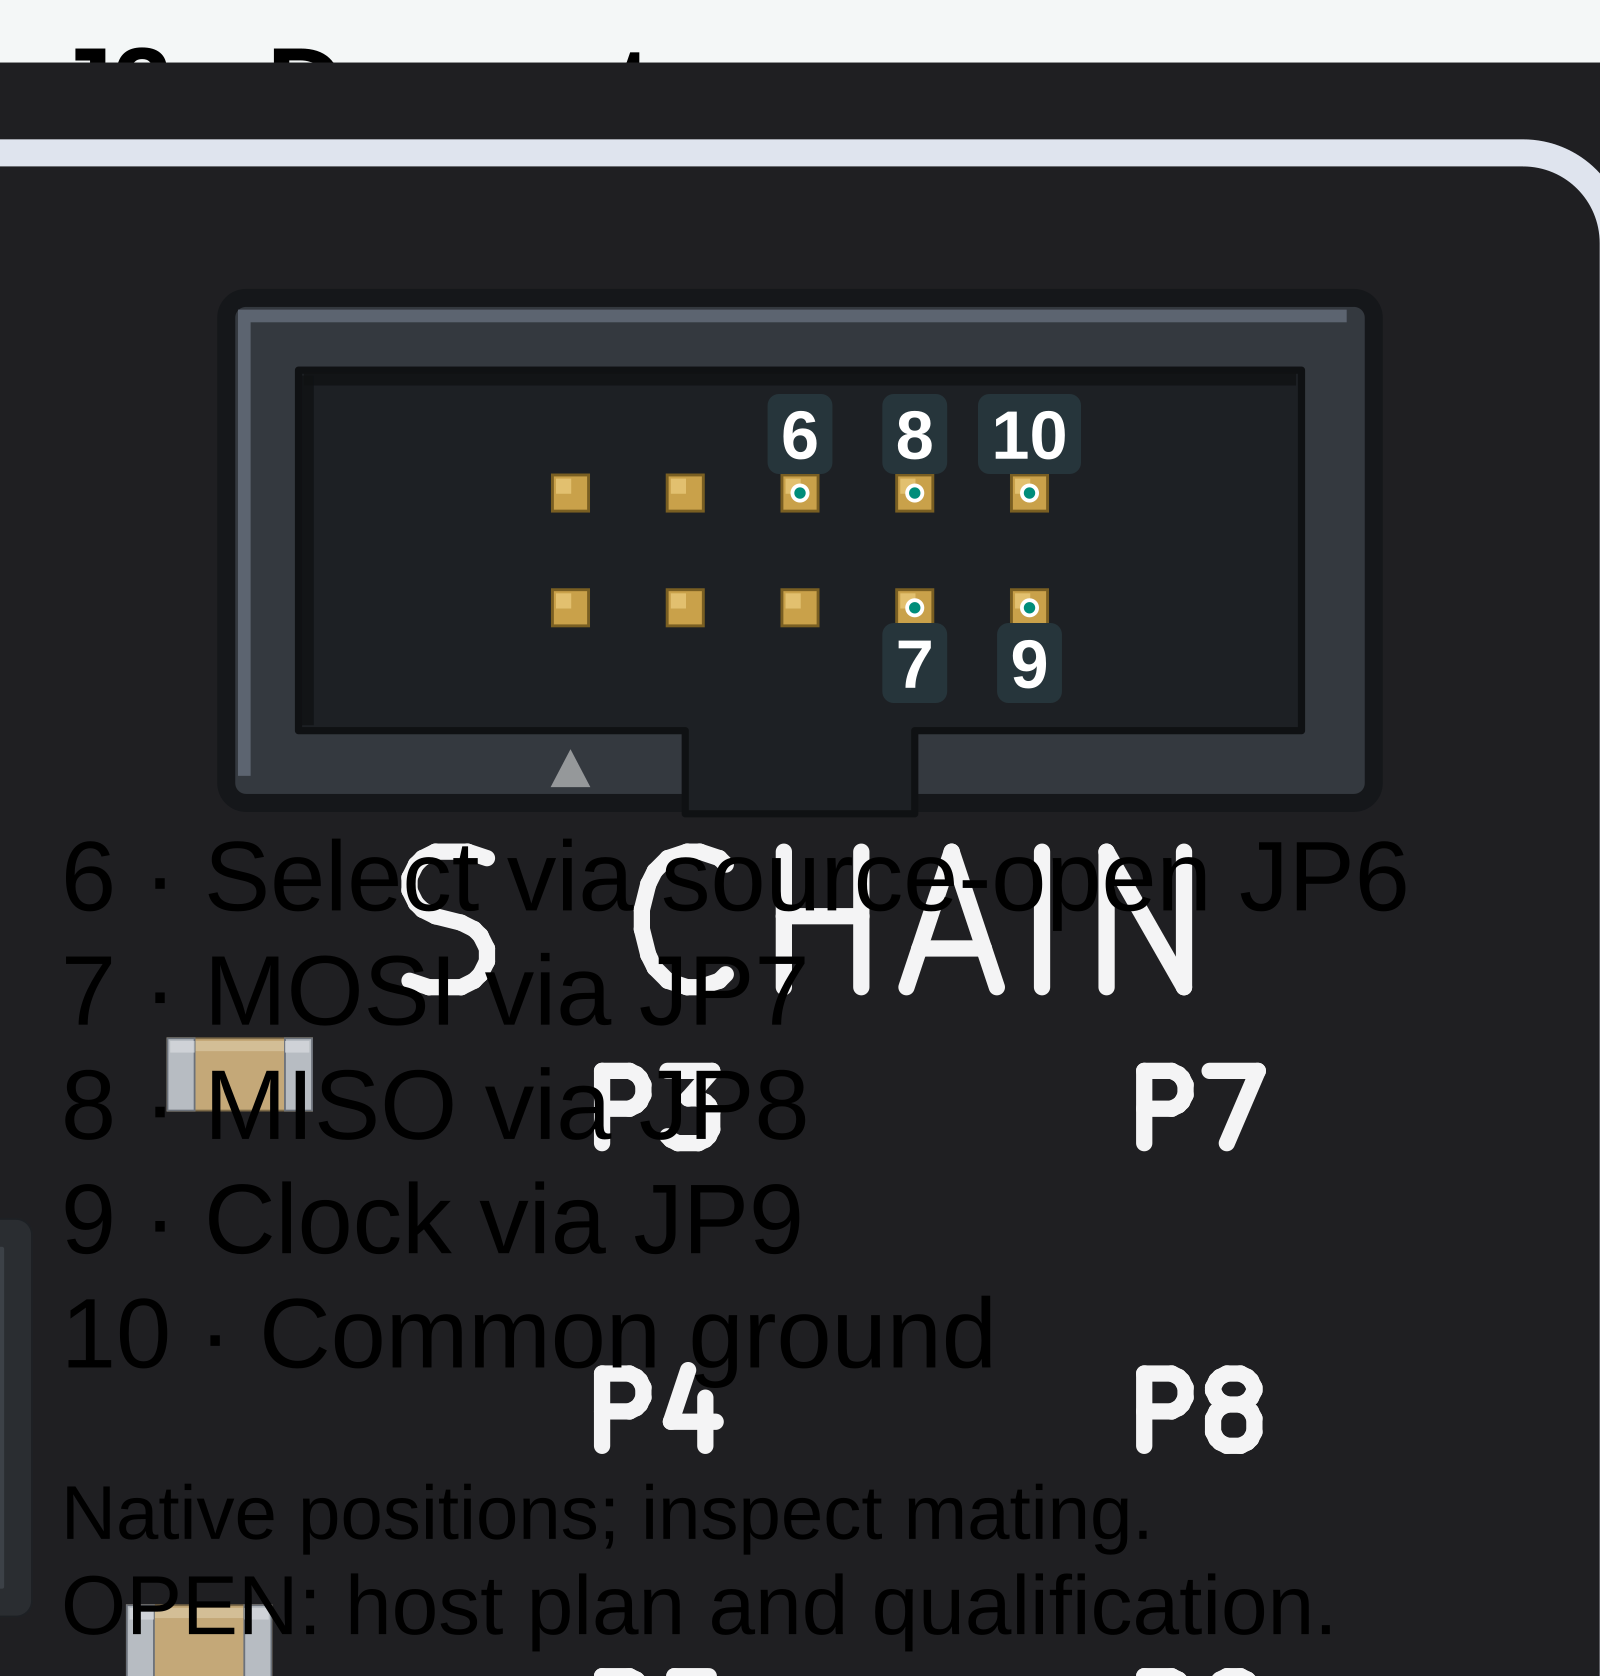 6 8 10
7 9
S CHAIN
6 · Select via source-open JP6
7 · MOSI via JP7
8 · MISO via JP8
P7
9 · Clock via JP9
10 · Common ground
P4 P8
Native positions; inspect mating.
OPEN: host plan and qualification.